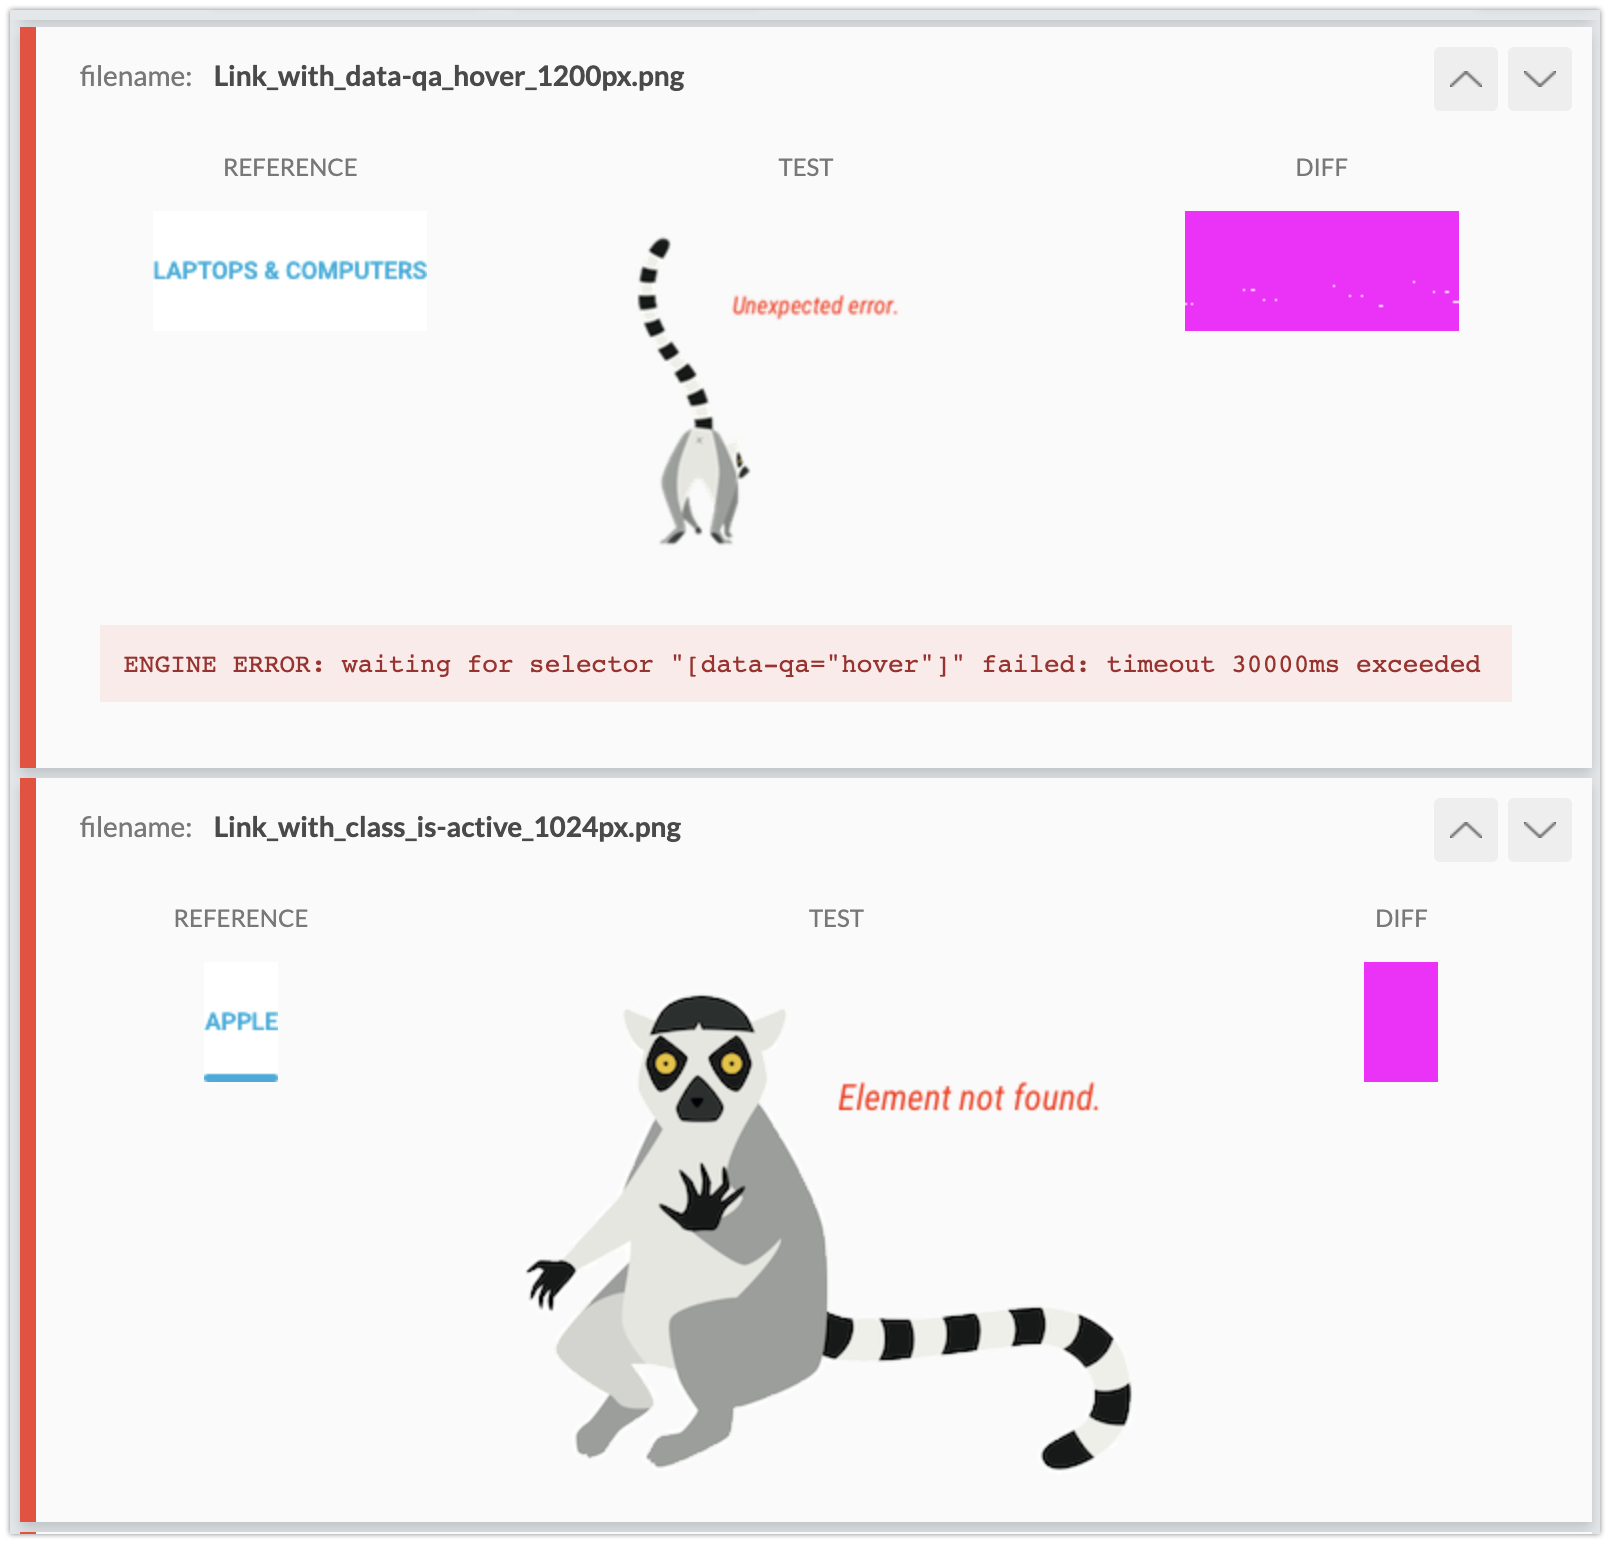 filename: Link_with_data-qa_hover_1200px.png
REFERENCE TEST DIFF
LAPTOPS & COMPUTERS
Unexpected error.
ENGINE ERROR: waiting for selector "[data-qa="hover"]" failed: timeout 30000ms exceeded
filename: Link_with_class_is-active_1024px.png
REFERENCE TEST DIFF
APPLE
Element not found.